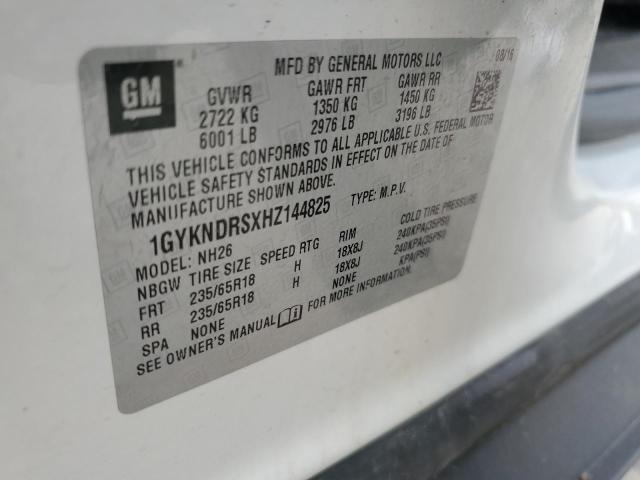 GM
MFD BY GENERAL MOTORS LLC 08/16
GVWR GAWR FRT GAWR RR
2722 KG 1350 KG 1450 KG
6001 LB 2976 LB 3196 LB
THIS VEHICLE CONFORMS TO ALL APPLICABLE U.S. FEDERAL MOTOR
VEHICLE SAFETY STANDARDS IN EFFECT ON THE DATE OF
MANUFACTURE SHOWN ABOVE.
1GYKNDRSXHZ144825 TYPE: M.P.V.
MODEL: NH26
NBGW TIRE SIZE SPEED RTG RIM COLD TIRE PRESSURE
FRT 235/65R18 H 18X8J 240KPA(35PSI)
RR 235/65R18 H 18X8J 240KPA(35PSI)
SPA NONE NONE KPA(PSI)
SEE OWNER'S MANUAL FOR MORE INFORMATION.